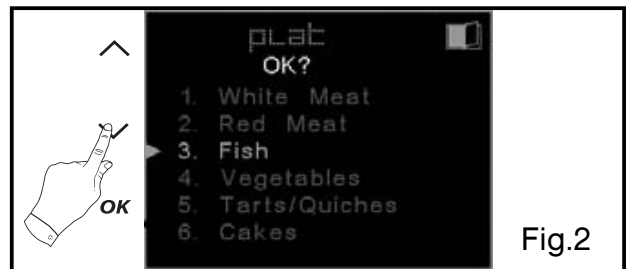 plat
OK?
1. White Meat
2. Red Meat
3. Fish
4. Vegetables
OK
5. Tarts/Quiches
6. Cakes
Fig.2